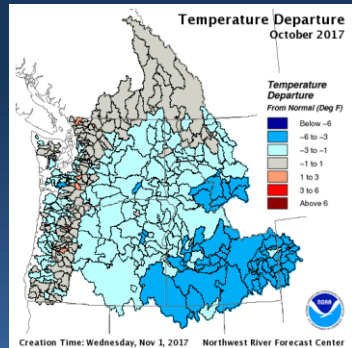 Temperature Departure
October 2017
Temperature
Departure
From Normal (Deg F)
Below -6
-6 to -3
-3 to -1
-1 to 1
1 to 3
3 to 6
Above 6
NOAA
Creation Time: Wednesday, Nov 1, 2017 Northwest River Forecast Center